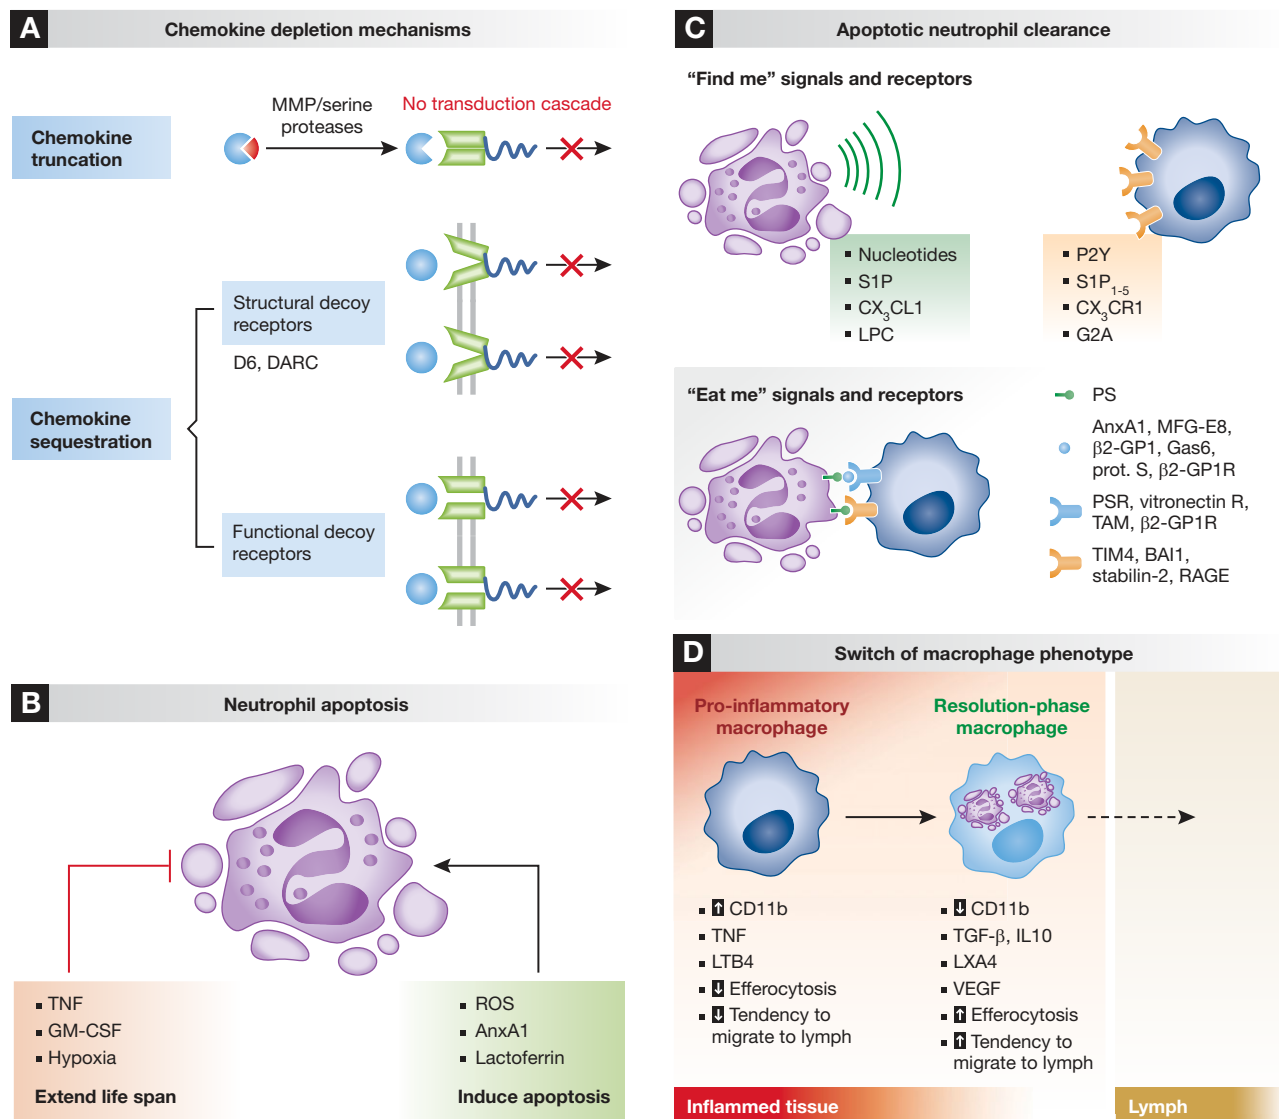 A
Chemokine depletion mechanisms
Chemokine
truncation
MMP/serine
proteases
No transduction cascade
Structural decoy
receptors
D6, DARC
Chemokine
sequestration
Functional decoy
receptors
B
Neutrophil apoptosis
TNF
GM-CSF
Hypoxia
Extend life span
ROS
AnxA1
Lactoferrin
Induce apoptosis
C
Apoptotic neutrophil clearance
“Find me” signals and receptors
Nucleotides
S1P
CX3CL1
LPC
P2Y
S1P1-5
CX3CR1
G2A
“Eat me” signals and receptors
PS
AnxA1, MFG-E8,
β2-GP1, Gas6,
prot. S, β2-GP1R
PSR, vitronectin R,
TAM, β2-GP1R
TIM4, BAI1,
stabilin-2, RAGE
D
Switch of macrophage phenotype
Pro-inflammatory
macrophage
↑ CD11b
TNF
LTB4
↓ Efferocytosis
↓ Tendency to
migrate to lymph
Resolution-phase
macrophage
↓ CD11b
TGF-β, IL10
LXA4
VEGF
↑ Efferocytosis
↑ Tendency to
migrate to lymph
Inflammed tissue
Lymph